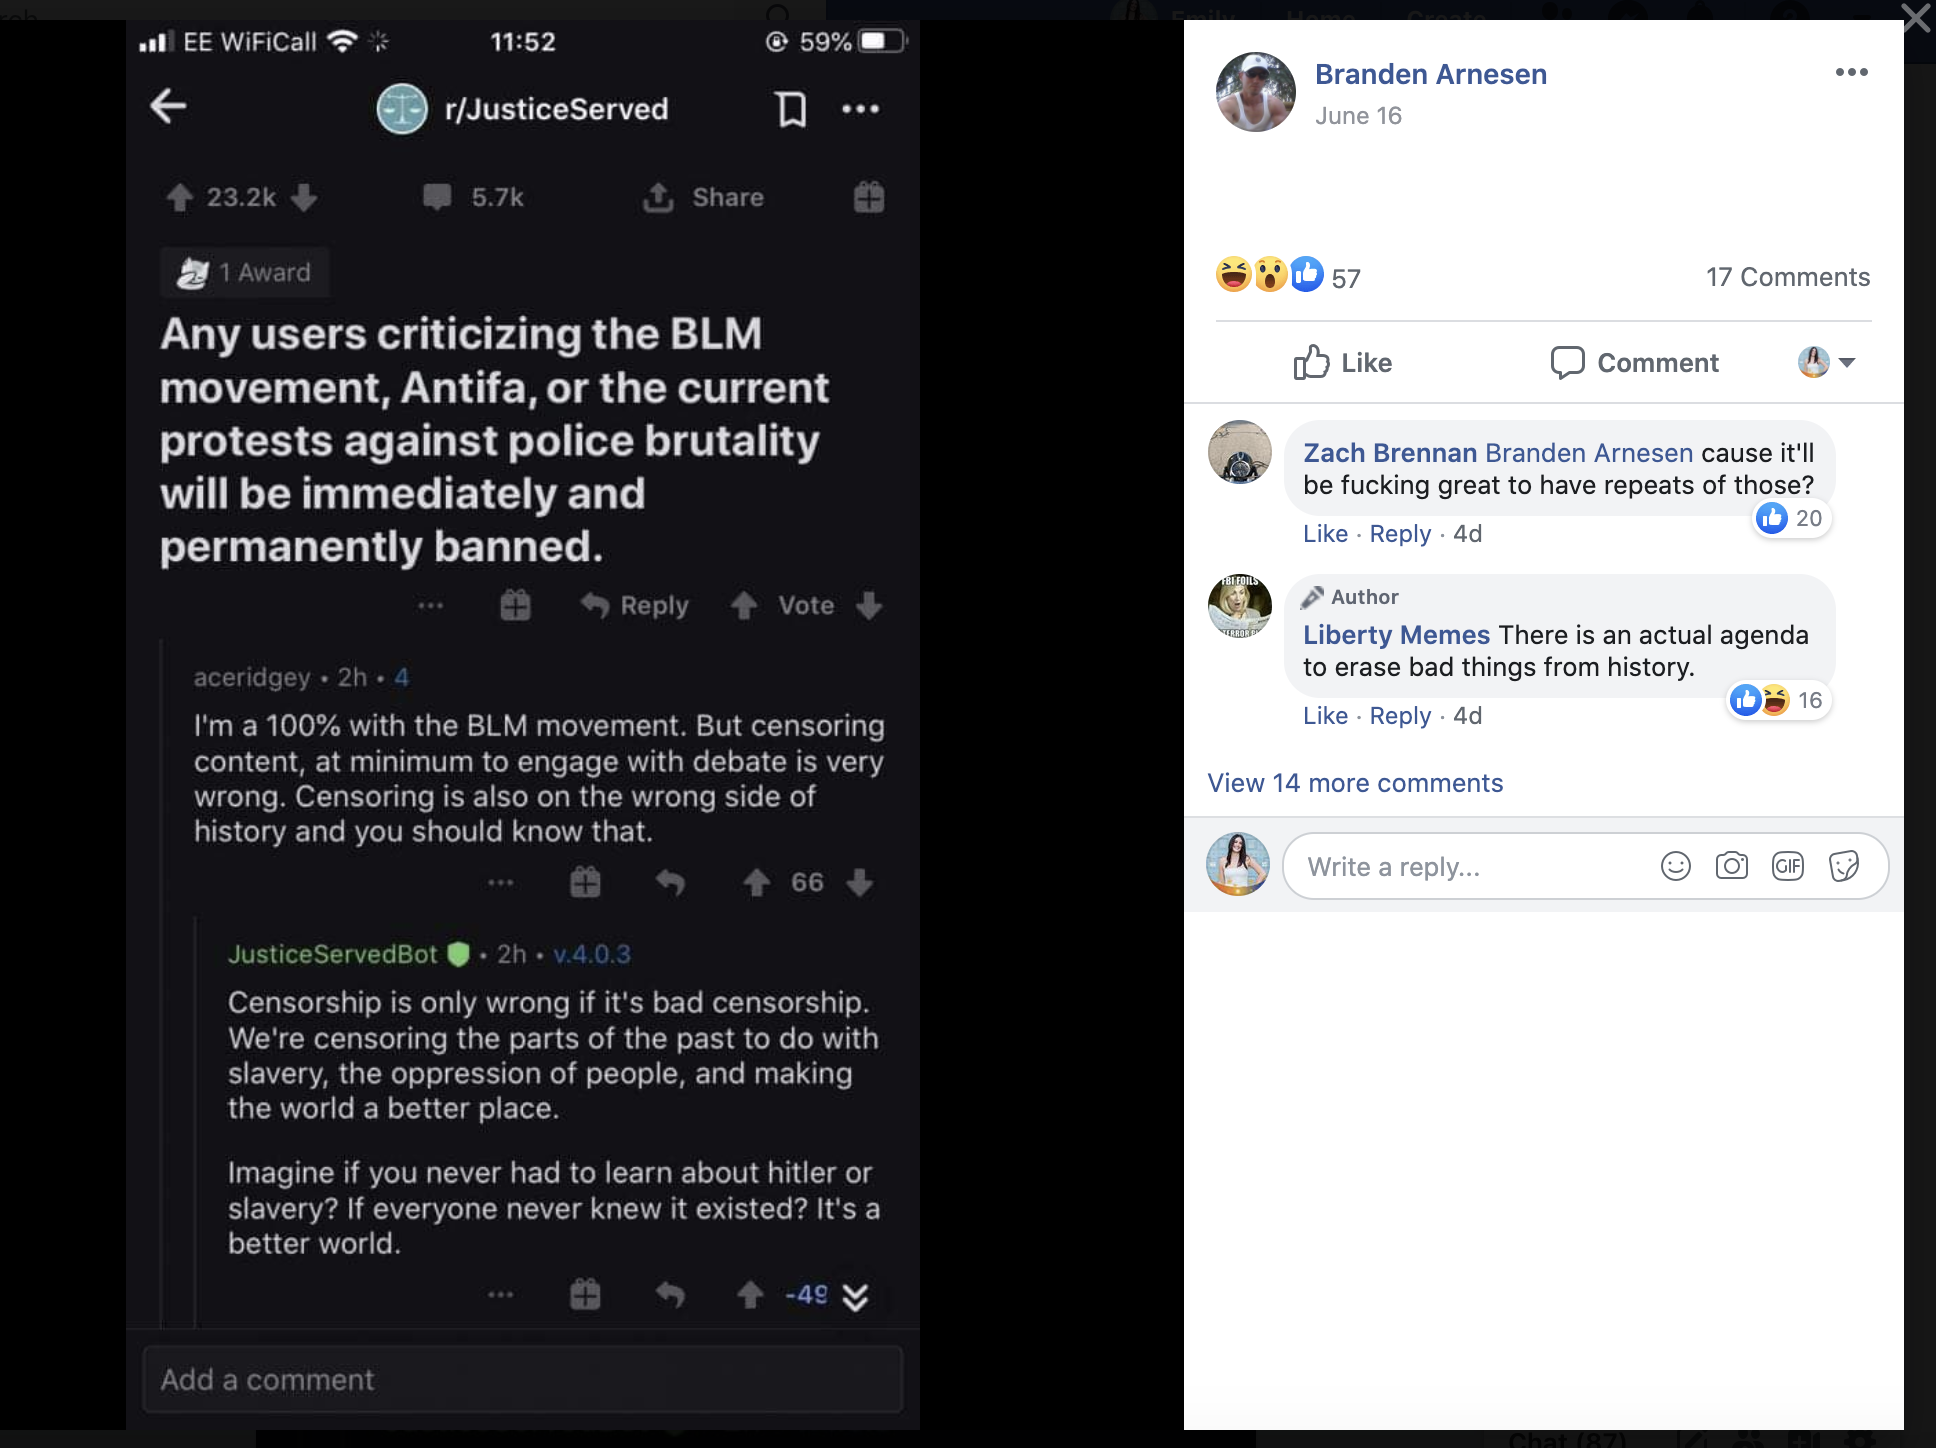 Emily Home Create
EE WiFiCall 11:52 59%
r/JusticeServed
23.2k 5.7k Share
1 Award
Any users criticizing the BLM
movement, Antifa, or the current
protests against police brutality
will be immediately and
permanently banned.
Reply Vote
aceridgey • 2h • 4
I'm a 100% with the BLM movement. But censoring
content, at minimum to engage with debate is very
wrong. Censoring is also on the wrong side of
history and you should know that.
66
JusticeServedBot • 2h • v.4.0.3
Censorship is only wrong if it's bad censorship.
We're censoring the parts of the past to do with
slavery, the oppression of people, and making
the world a better place.
Imagine if you never had to learn about hitler or
slavery? If everyone never knew it existed? It's a
better world.
-49
Add a comment
Branden Arnesen
June 16
57 17 Comments
Like Comment
Zach Brennan Branden Arnesen cause it'll
be fucking great to have repeats of those?
20
Like · Reply · 4d
FBI FOILS
Author
Liberty Memes There is an actual agenda
to erase bad things from history.
16
Like · Reply · 4d
View 14 more comments
Write a reply... GIF
Chat (87)